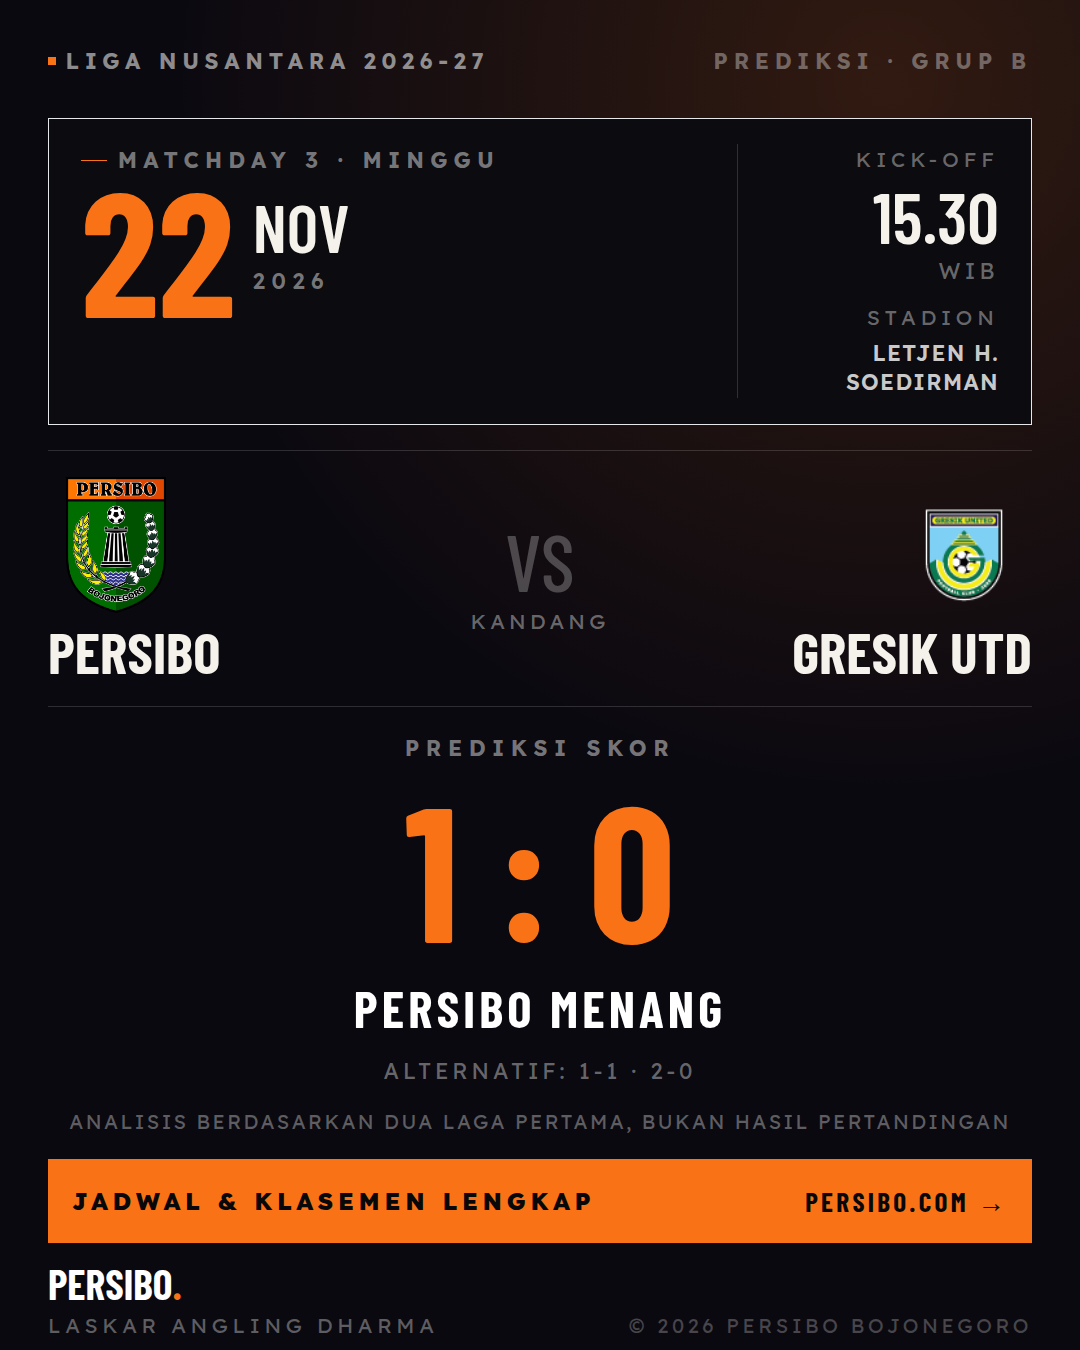 LIGA NUSANTARA 2026-27
PREDIKSI · GRUP B
MATCHDAY 3 · MINGGU
22
NOV
2026
KICK-OFF
15.30
WIB
STADION
LETJEN H.
SOEDIRMAN
PERSIBO
BOJONEGORO
PERSIBO
VS
KANDANG
GRESIK UNITED
GRESIK UTD
PREDIKSI SKOR
1 : 0
PERSIBO MENANG
ALTERNATIF: 1-1 · 2-0
ANALISIS BERDASARKAN DUA LAGA PERTAMA, BUKAN HASIL PERTANDINGAN
JADWAL & KLASEMEN LENGKAP
PERSIBO.COM →
PERSIBO.
LASKAR ANGLING DHARMA
© 2026 PERSIBO BOJONEGORO